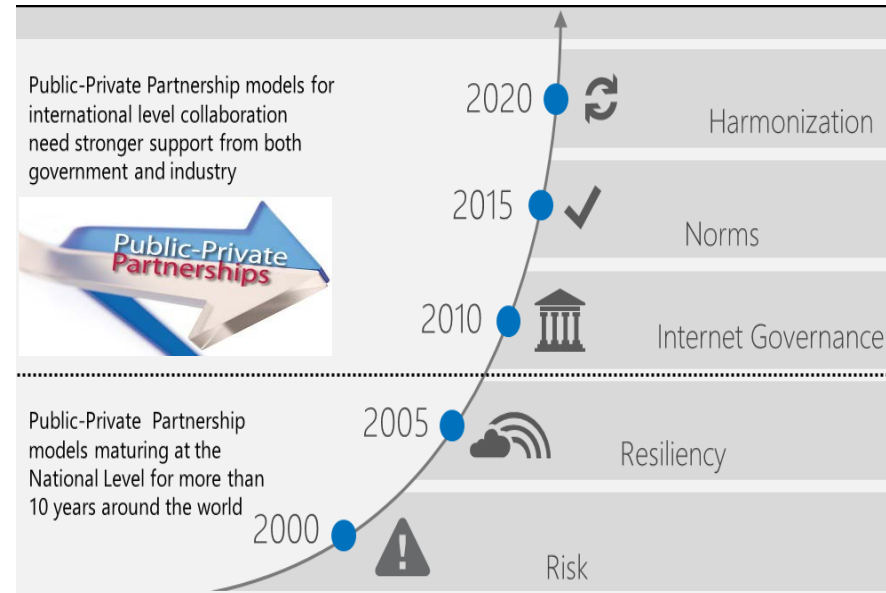 Public-Private Partnership models for
international level collaboration
need stronger support from both
government and industry
Public-Private
Partnerships
2020
Harmonization
2015
Norms
2010
Internet Governance
Public-Private Partnership
models maturing at the
National Level for more than
10 years around the world
2005
Resiliency
2000
Risk